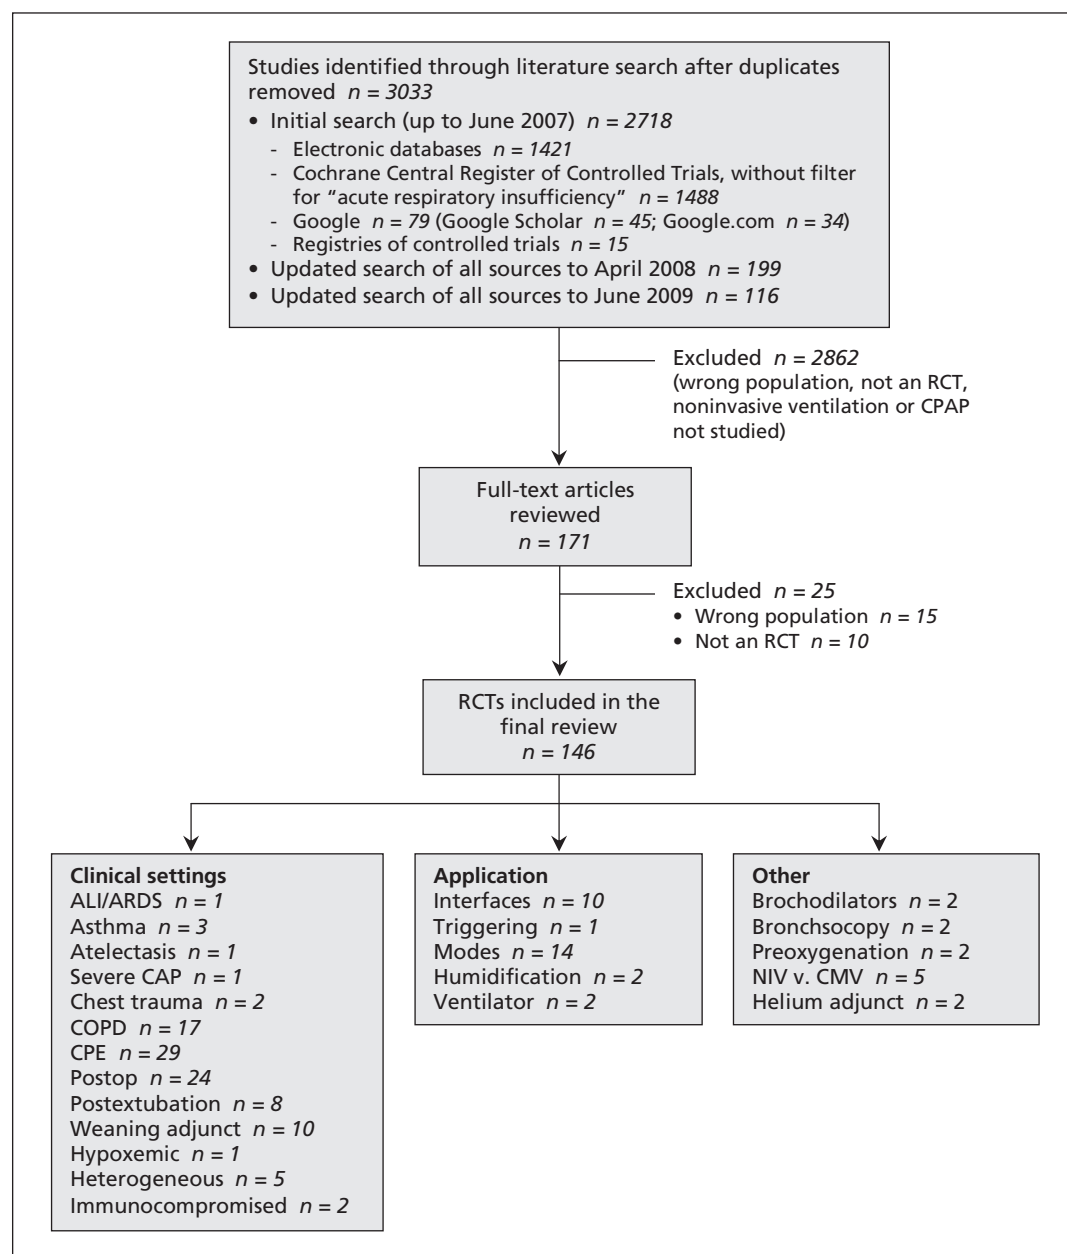 Studies identified through literature search after duplicates
removed n = 3033
• Initial search (up to June 2007) n = 2718
- Electronic databases n = 1421
- Cochrane Central Register of Controlled Trials, without filter
for “acute respiratory insufficiency” n = 1488
- Google n = 79 (Google Scholar n = 45; Google.com n = 34)
- Registries of controlled trials n = 15
• Updated search of all sources to April 2008 n = 199
• Updated search of all sources to June 2009 n = 116
Excluded n = 2862
(wrong population, not an RCT,
noninvasive ventilation or CPAP
not studied)
Full-text articles
reviewed
n = 171
Excluded n = 25
• Wrong population n = 15
• Not an RCT n = 10
RCTs included in the
final review
n = 146
Clinical settings
ALI/ARDS n = 1
Asthma n = 3
Atelectasis n = 1
Severe CAP n = 1
Chest trauma n = 2
COPD n = 17
CPE n = 29
Postop n = 24
Postextubation n = 8
Weaning adjunct n = 10
Hypoxemic n = 1
Heterogeneous n = 5
Immunocompromised n = 2
Application
Interfaces n = 10
Triggering n = 1
Modes n = 14
Humidification n = 2
Ventilator n = 2
Other
Brochodilators n = 2
Bronchsocopy n = 2
Preoxygenation n = 2
NIV v. CMV n = 5
Helium adjunct n = 2